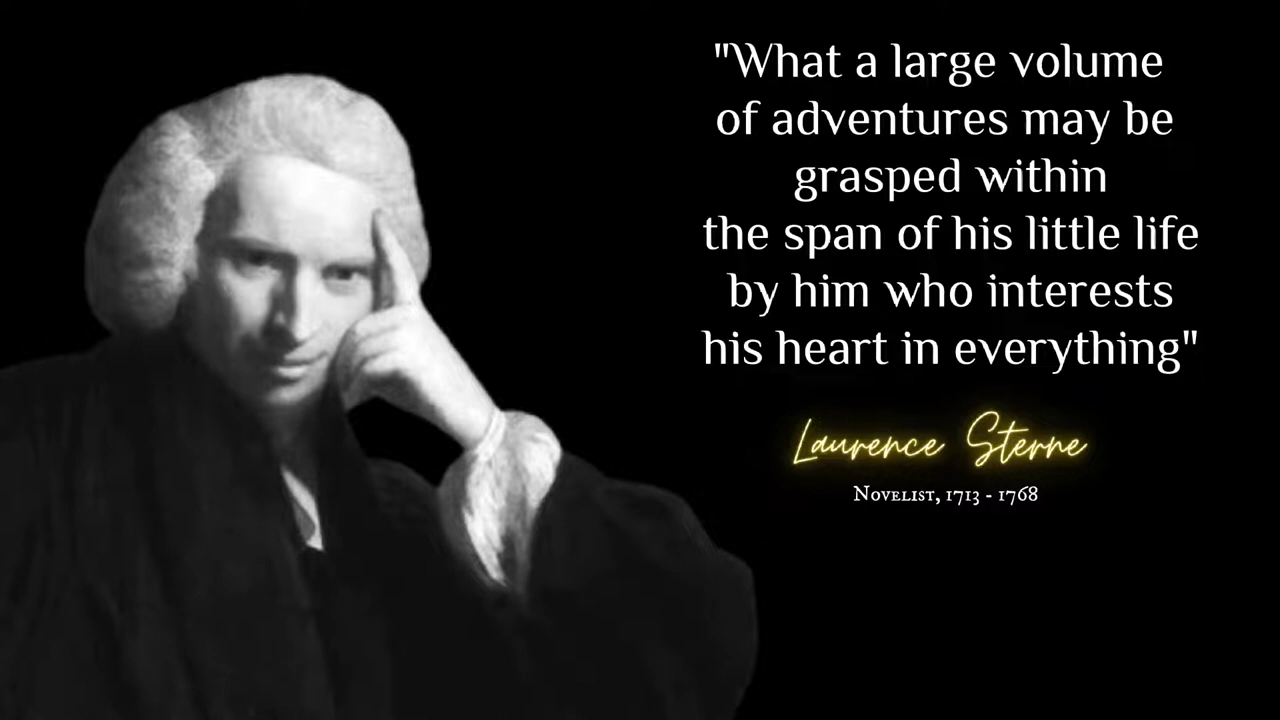 "What a large volume
of adventures may be
grasped within
the span of his little life
by him who interests
his heart in everything"
Laurence Sterne
Novelist, 1713 - 1768